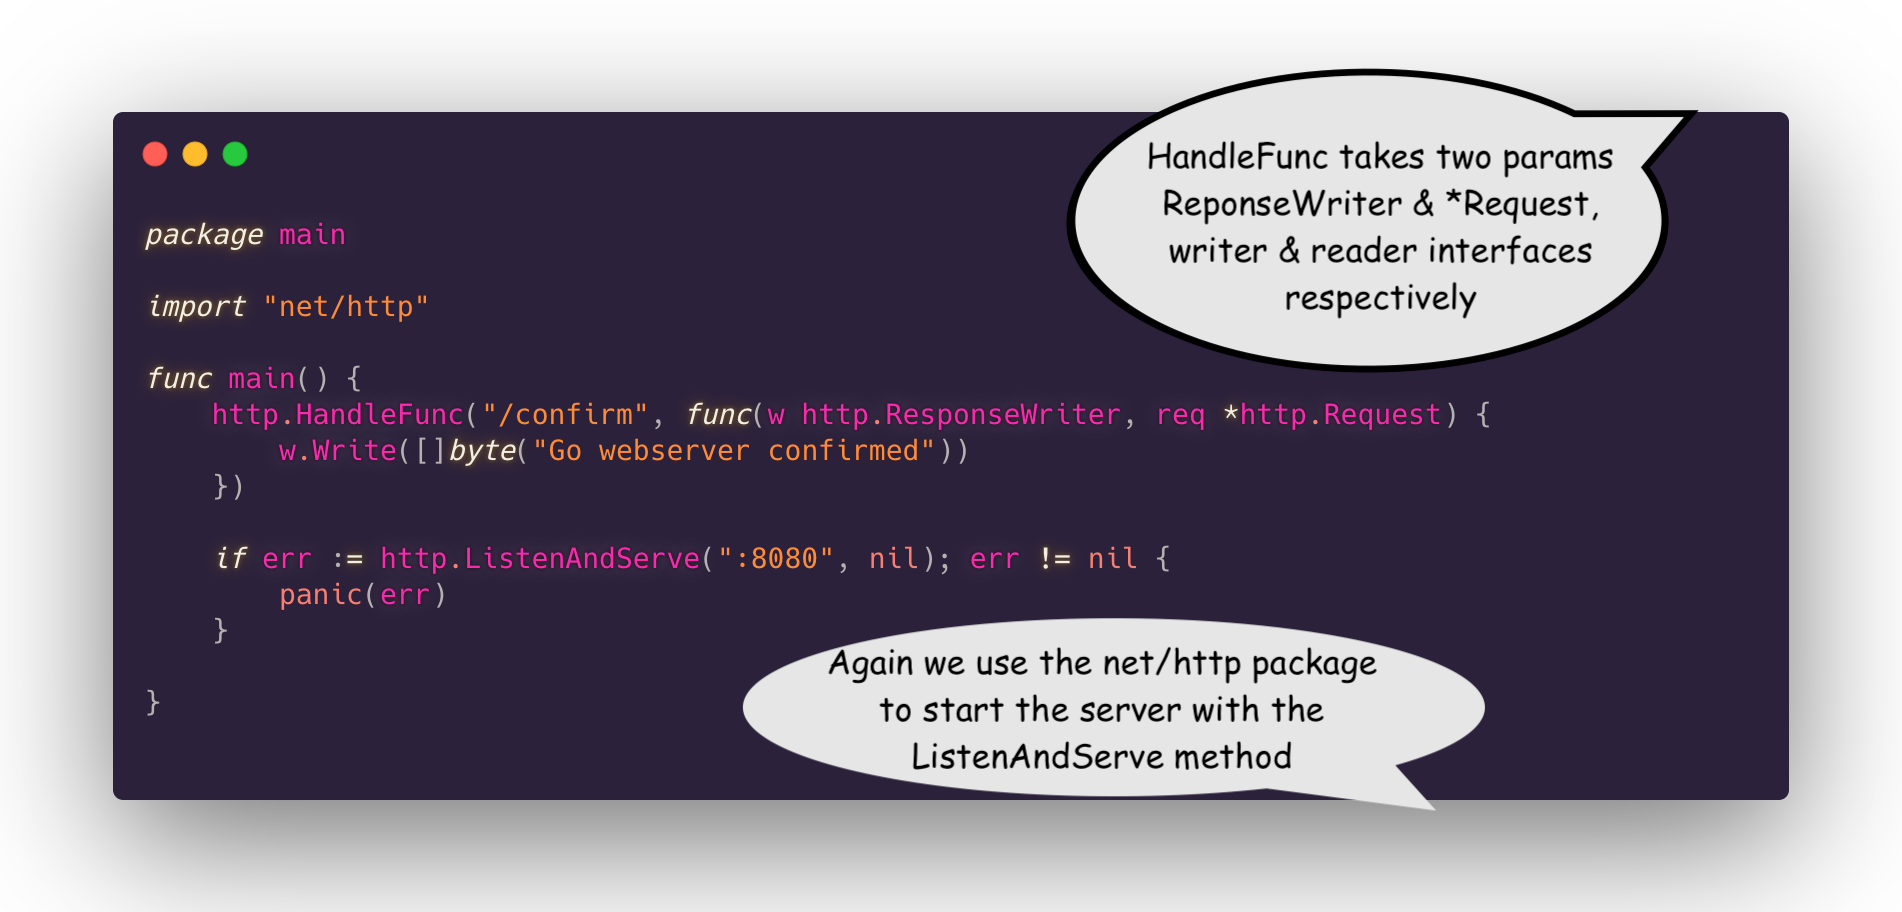 HandleFunc takes two params
ReponseWriter & *Request,
writer & reader interfaces
respectively
package main
import "net/http"
func main() {
    http.HandleFunc("/confirm", func(w http.ResponseWriter, req *http.Request) {
        w.Write([]byte("Go webserver confirmed"))
    })
    if err := http.ListenAndServe(":8080", nil); err != nil {
        panic(err)
    }
}
Again we use the net/http package
to start the server with the
ListenAndServe method